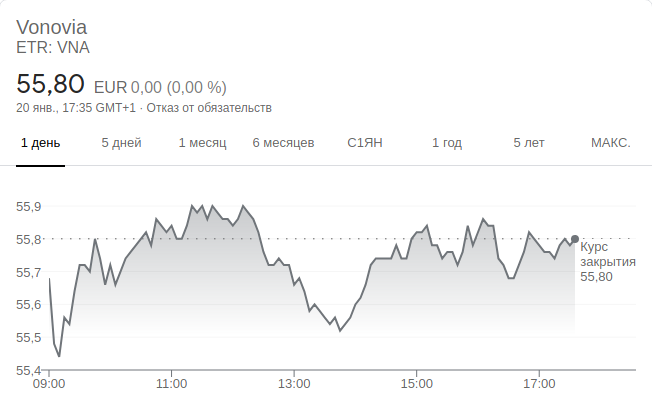 Vonovia
ETR: VNA
55,80 EUR 0,00 (0,00 %)
20 янв., 17:35 GMT+1 · Отказ от обязательств
1 день 5 дней 1 месяц 6 месяцев С1ЯН 1 год 5 лет МАКС.
55,9
55,8
Курс
закрытия
55,80
55,7
55,6
55,5
55,4
09:00 11:00 13:00 15:00 17:00